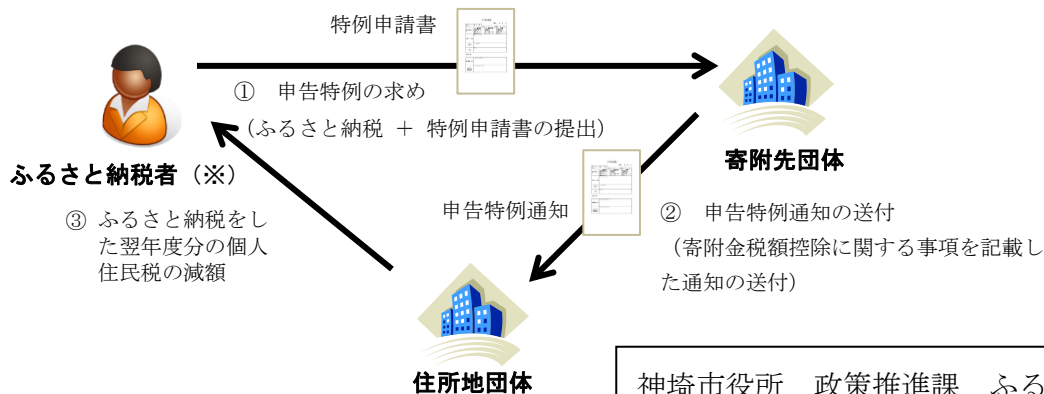 特例申請書
① 申告特例の求め
（ふるさと納税 ＋ 特例申請書の提出）
ふるさと納税者（※）
寄附先団体
申告特例通知
② 申告特例通知の送付
（寄附金税額控除に関する事項を記載し
た通知の送付）
③ ふるさと納税をし
た翌年度分の個人
住民税の減額
住所地団体
神埼市役所 政策推進課 ふる